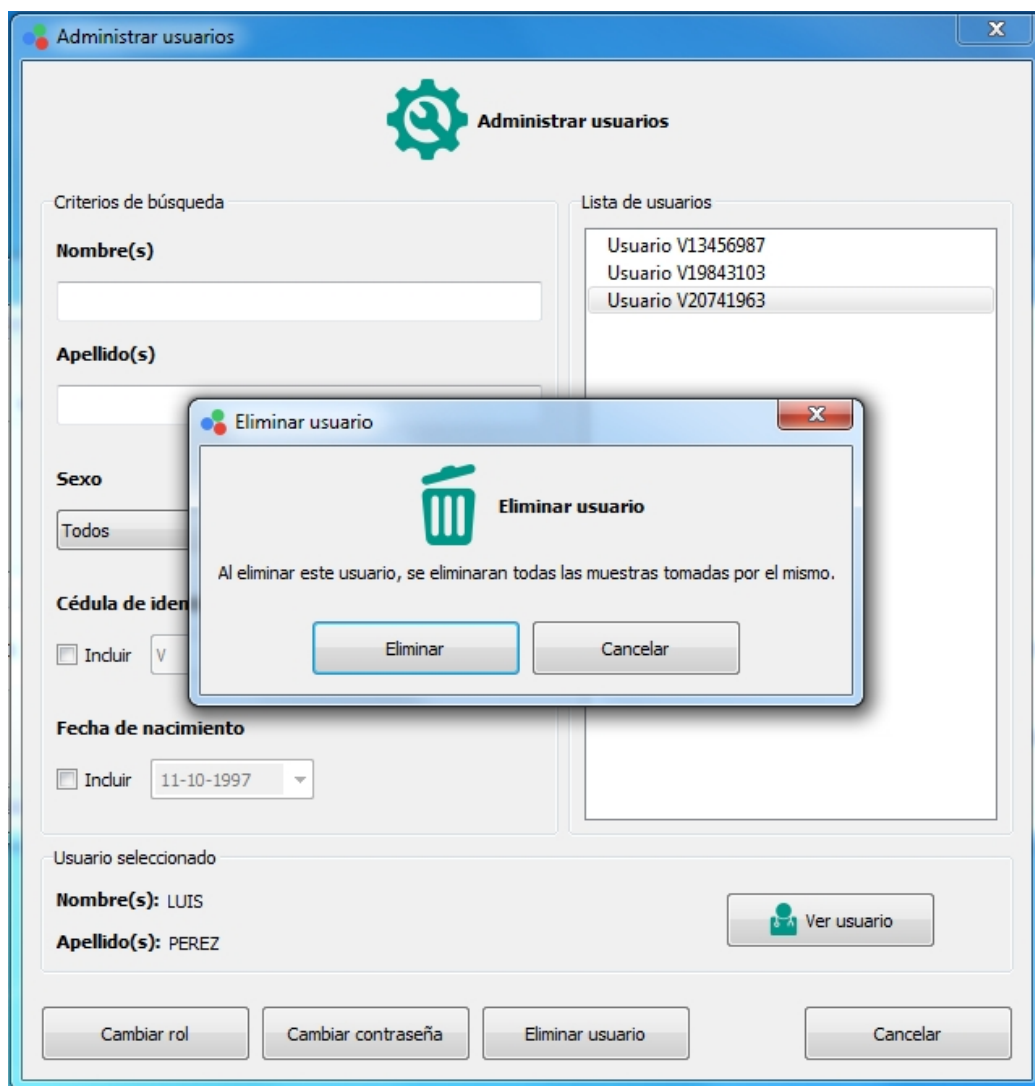 Administrar usuarios
Administrar usuarios
Criterios de búsqueda
Nombre(s)
Apellido(s)
Sexo
Todos
Cédula de iden
Incluir V
Fecha de nacimiento
Incluir 11-10-1997
Lista de usuarios
Usuario V13456987
Usuario V19843103
Usuario V20741963
Eliminar usuario
Eliminar usuario
Al eliminar este usuario, se eliminaran todas las muestras tomadas por el mismo.
Eliminar Cancelar
Usuario seleccionado
Nombre(s): LUIS
Apellido(s): PEREZ
Ver usuario
Cambiar rol Cambiar contraseña Eliminar usuario Cancelar